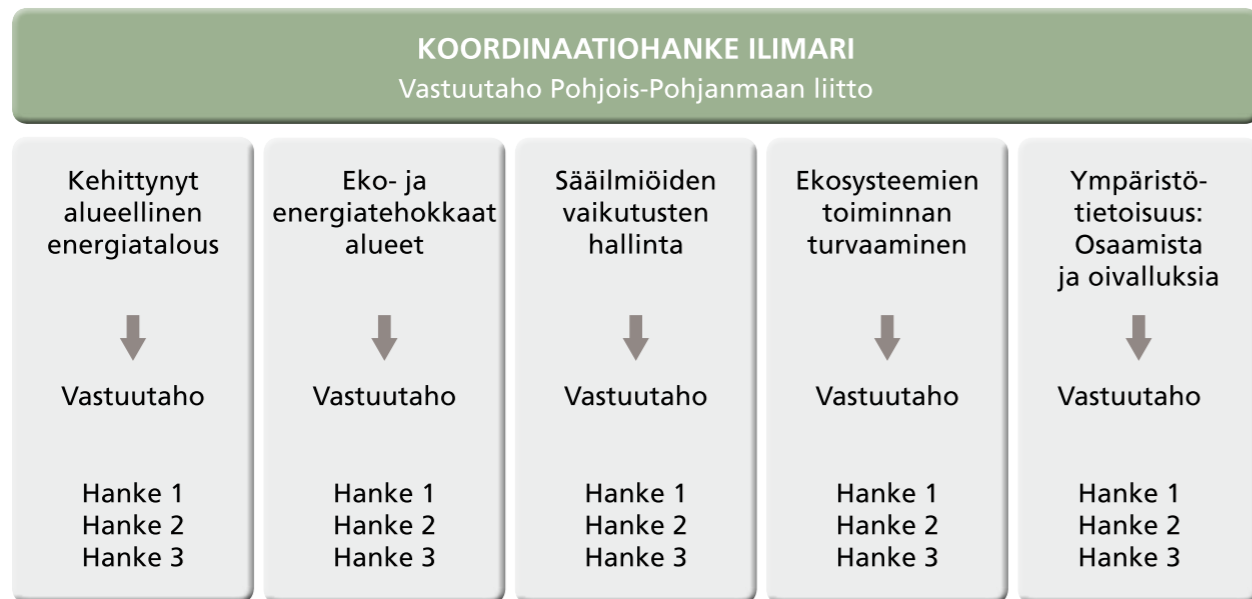 KOORDINAATIOHANKE ILIMARI
Vastuutaho Pohjois-Pohjanmaan liitto
Kehittynyt
alueellinen
energiatalous
Vastuutaho
Hanke 1
Hanke 2
Hanke 3
Eko- ja
energiatehokkaat
alueet
Vastuutaho
Hanke 1
Hanke 2
Hanke 3
Sääilmiöiden
vaikutusten
hallinta
Vastuutaho
Hanke 1
Hanke 2
Hanke 3
Ekosysteemien
toiminnan
turvaaminen
Vastuutaho
Hanke 1
Hanke 2
Hanke 3
Ympäristö-
tietoisuus:
Osaamista
ja oivalluksia
Vastuutaho
Hanke 1
Hanke 2
Hanke 3